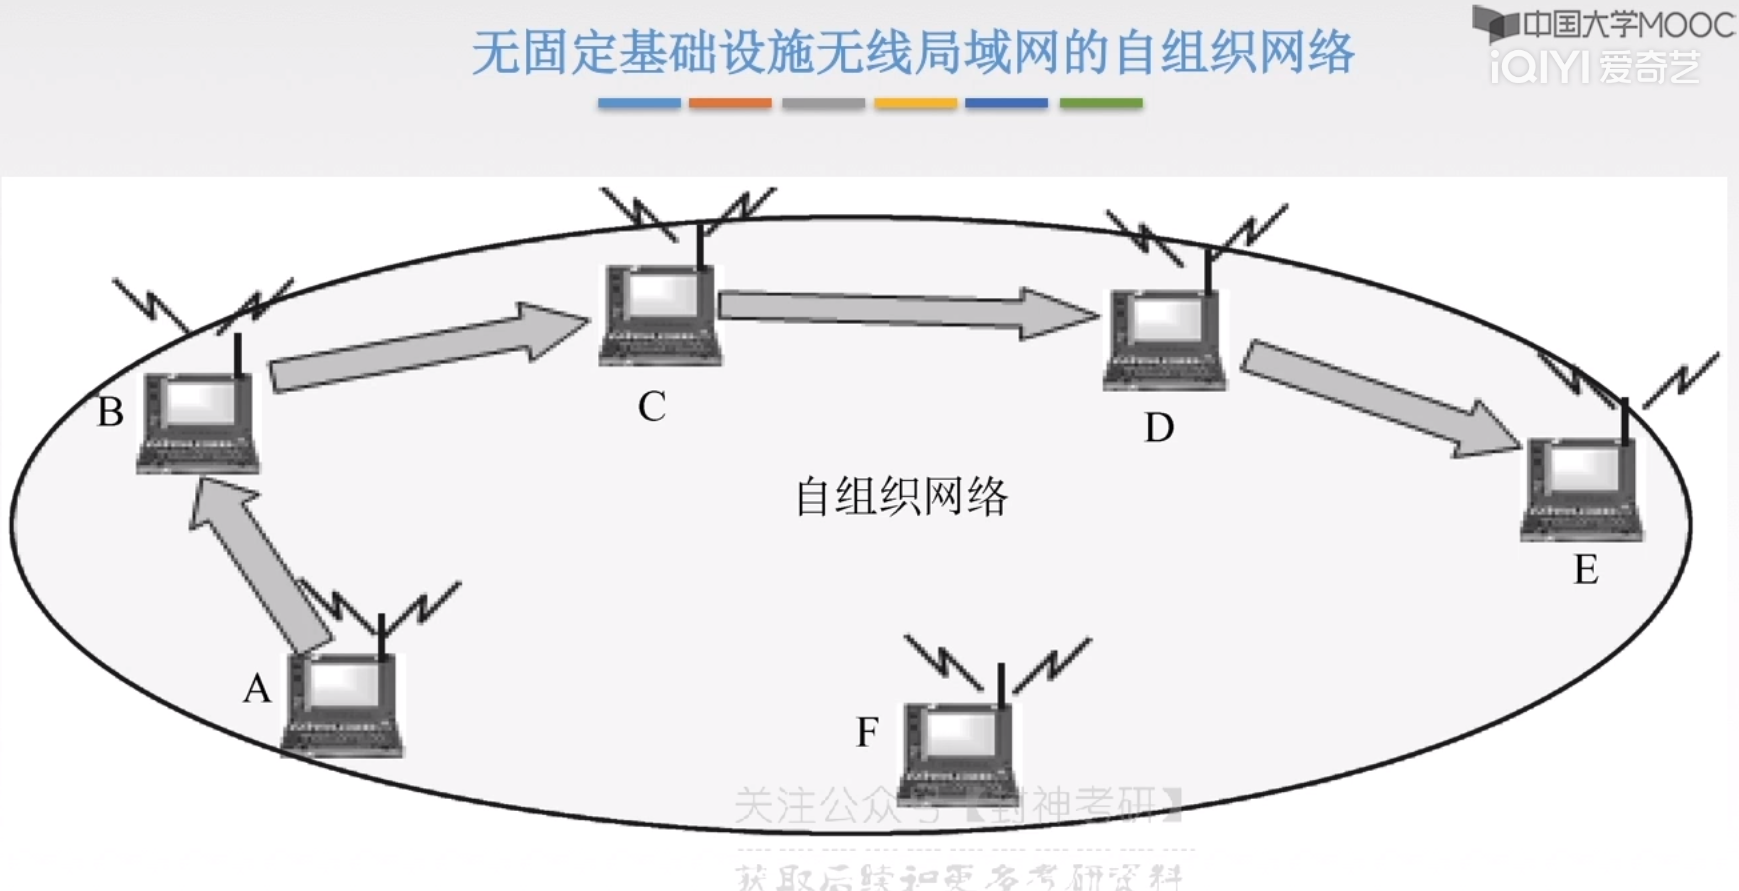 无固定基础设施无线局域网的自组织网络
中国大学MOOC
iQIYI 爱奇艺
B
C
D
自组织网络
E
A
F
关注公众号【封神考研】
获取后续和更多考研资料